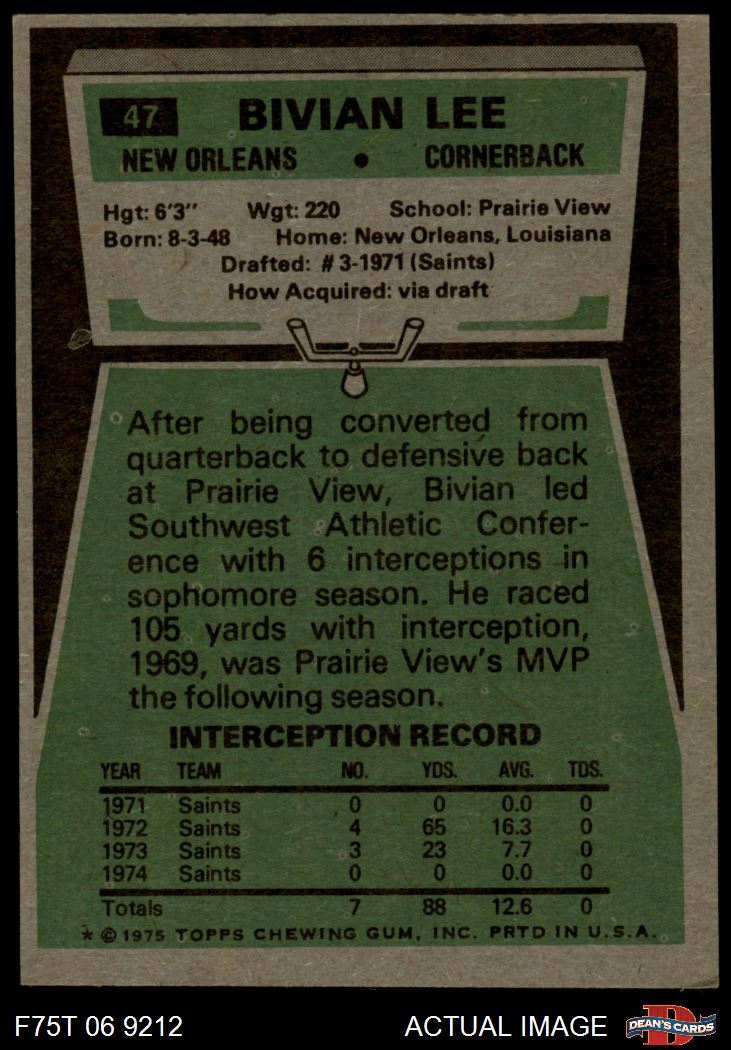 47 BIVIAN LEE
NEW ORLEANS • CORNERBACK
Hgt: 6'3" Wgt: 220 School: Prairie View
Born: 8-3-48 Home: New Orleans, Louisiana
Drafted: #3-1971 (Saints)
How Acquired: via draft
After being converted from
quarterback to defensive back
at Prairie View, Bivian led
Southwest Athletic Confer-
ence with 6 interceptions in
sophomore season. He raced
105 yards with interception,
1969, was Prairie View's MVP
the following season.
INTERCEPTION RECORD
YEAR TEAM NO. YDS. AVG. TDS.
1971 Saints 0 0 0.0 0
1972 Saints 4 65 16.3 0
1973 Saints 3 23 7.7 0
1974 Saints 0 0 0.0 0
Totals 7 88 12.6 0
* © 1975 TOPPS CHEWING GUM, INC. PRTD IN U.S.A.
F75T 06 9212 ACTUAL IMAGE D DEAN'S CARDS